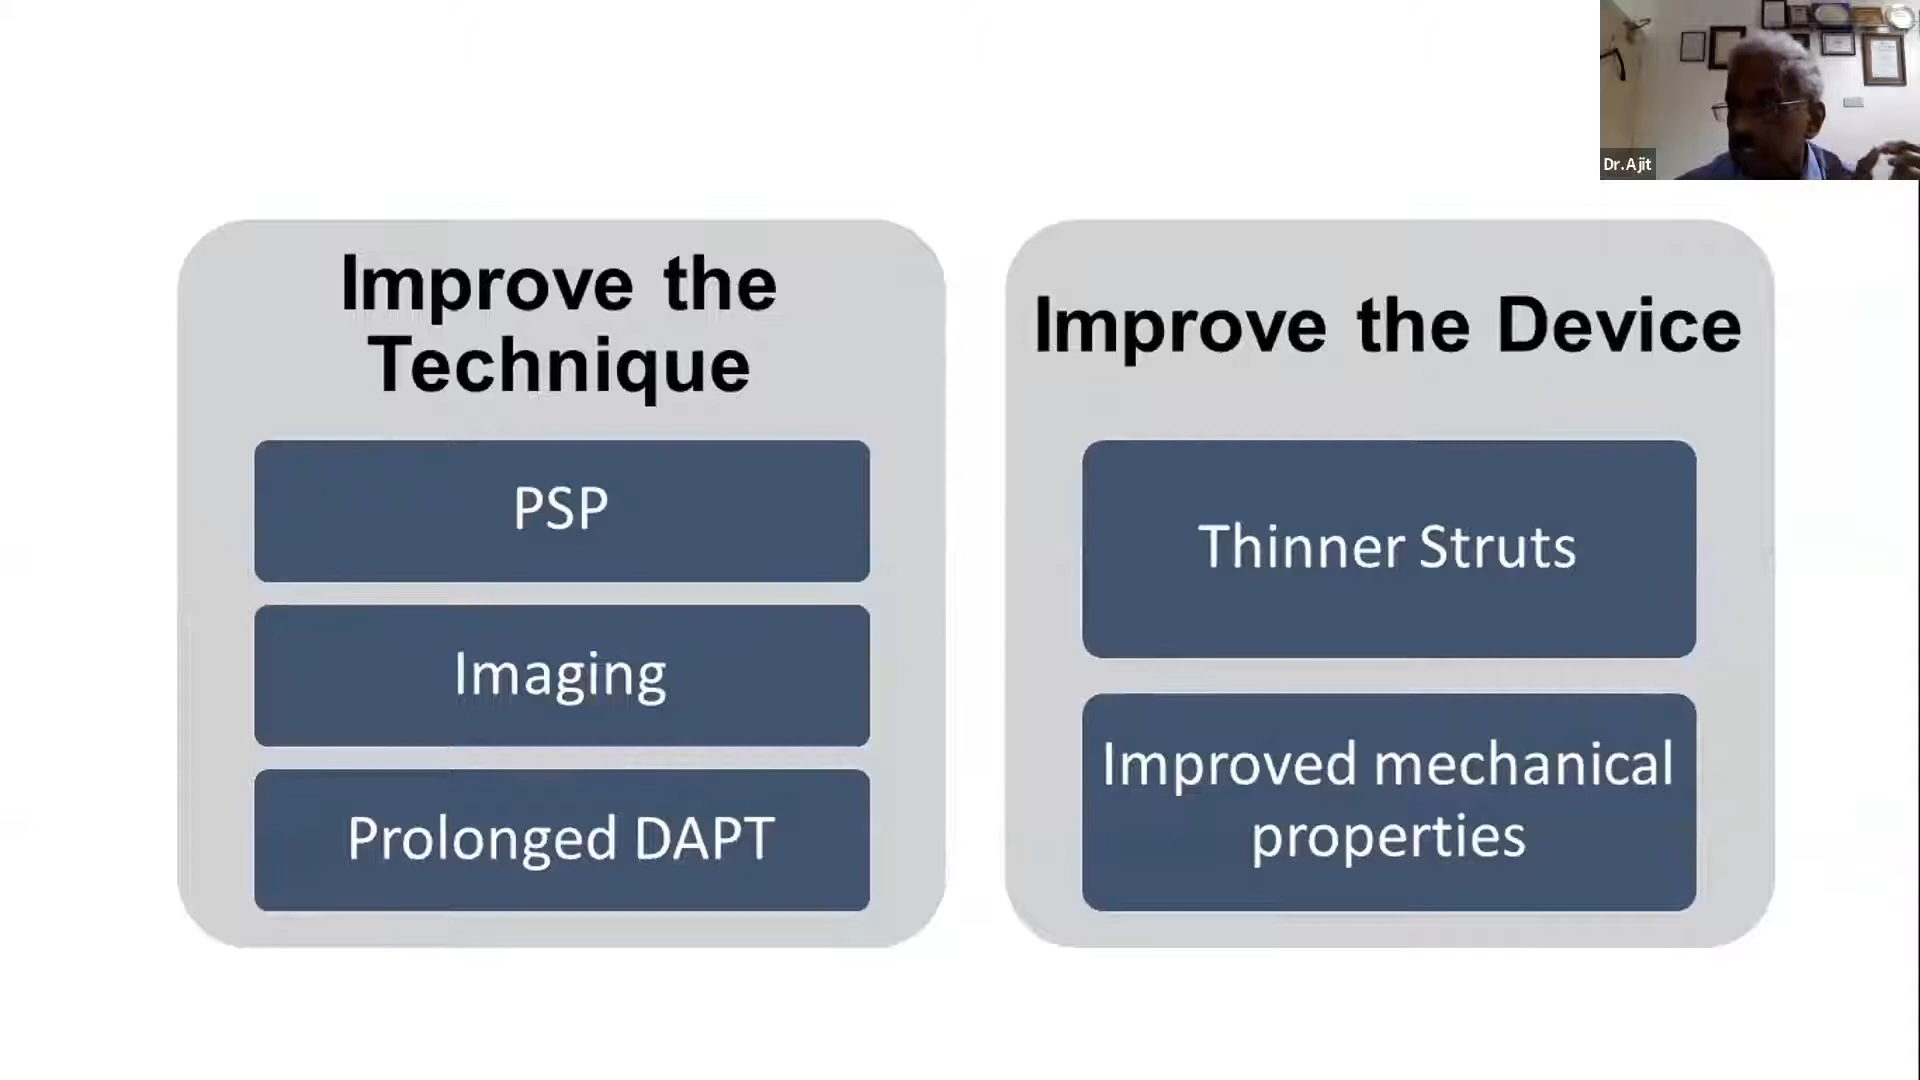 Dr.Ajit
Improve the
Technique
PSP
Imaging
Prolonged DAPT
Improve the Device
Thinner Struts
Improved mechanical
properties